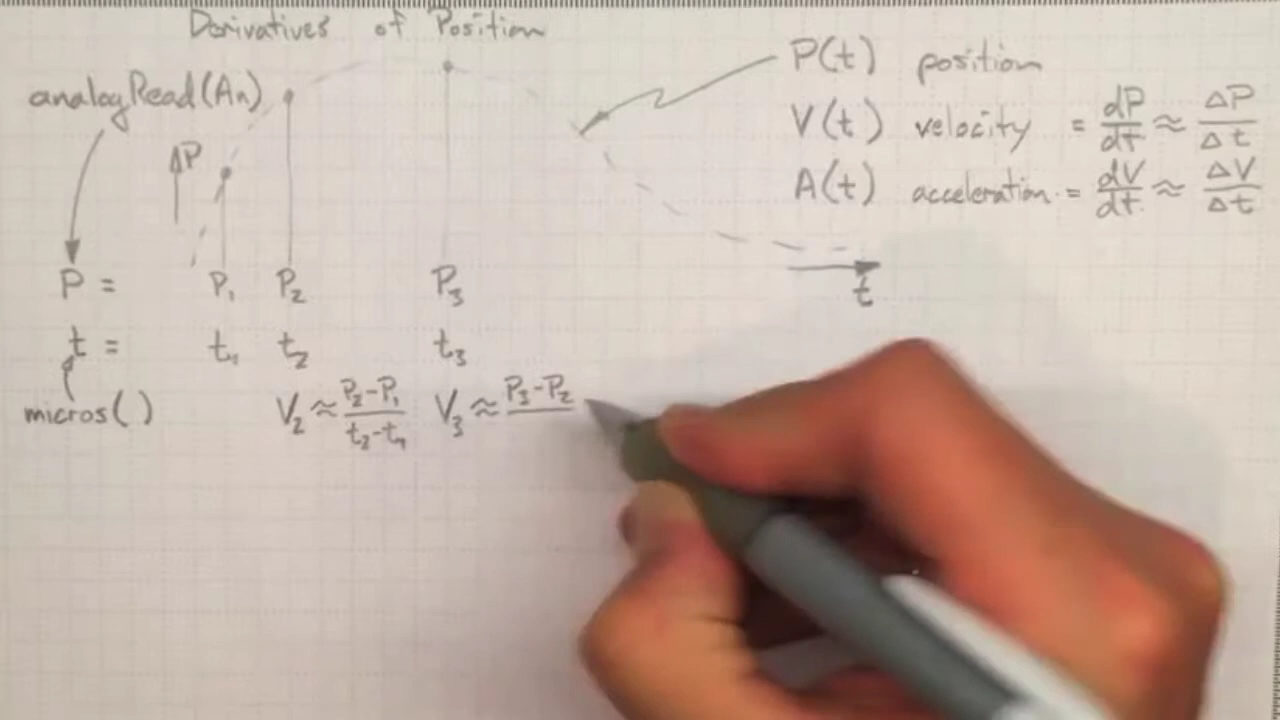 Derivatives of Position
analogRead(An)
P(t) position
V(t) velocity = dP/dt ≈ ΔP/Δt
A(t) acceleration = dV/dt ≈ ΔV/Δt
P
t
P = P₁ P₂ P₃
t = t₁ t₂ t₃
micros()
V₂ ≈ P₂-P₁/t₂-t₁ V₃ ≈ P₃-P₂